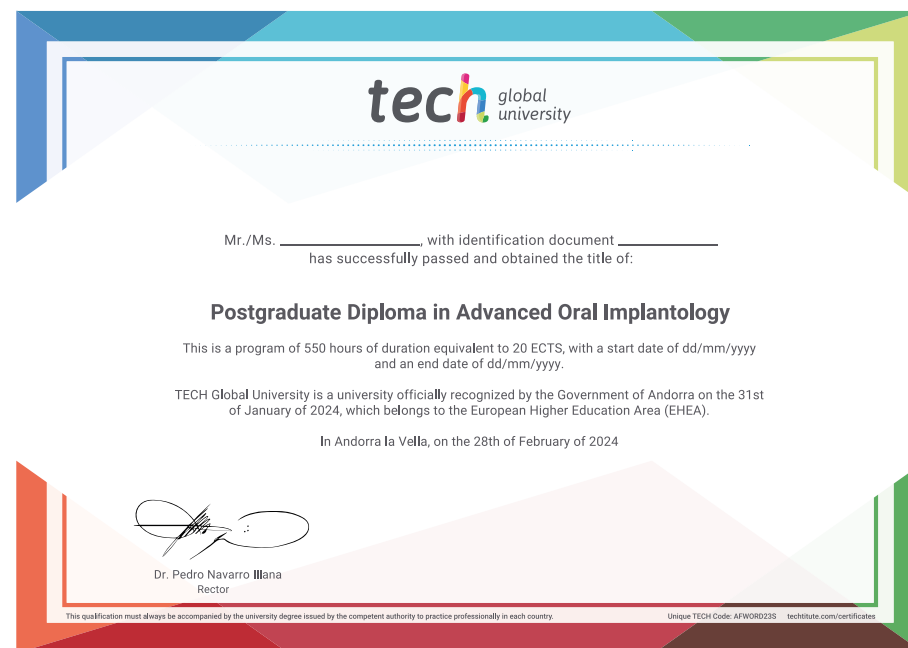 tech global university
Mr./Ms. ____________________, with identification document ______________
has successfully passed and obtained the title of:
Postgraduate Diploma in Advanced Oral Implantology
This is a program of 550 hours of duration equivalent to 20 ECTS, with a start date of dd/mm/yyyy
and an end date of dd/mm/yyyy.
TECH Global University is a university officially recognized by the Government of Andorra on the 31st
of January of 2024, which belongs to the European Higher Education Area (EHEA).
In Andorra la Vella, on the 28th of February of 2024
Dr. Pedro Navarro Illana
Rector
This qualification must always be accompanied by the university degree issued by the competent authority to practice professionally in each country.
Unique TECH Code: AFWORD23S techtitute.com/certificates